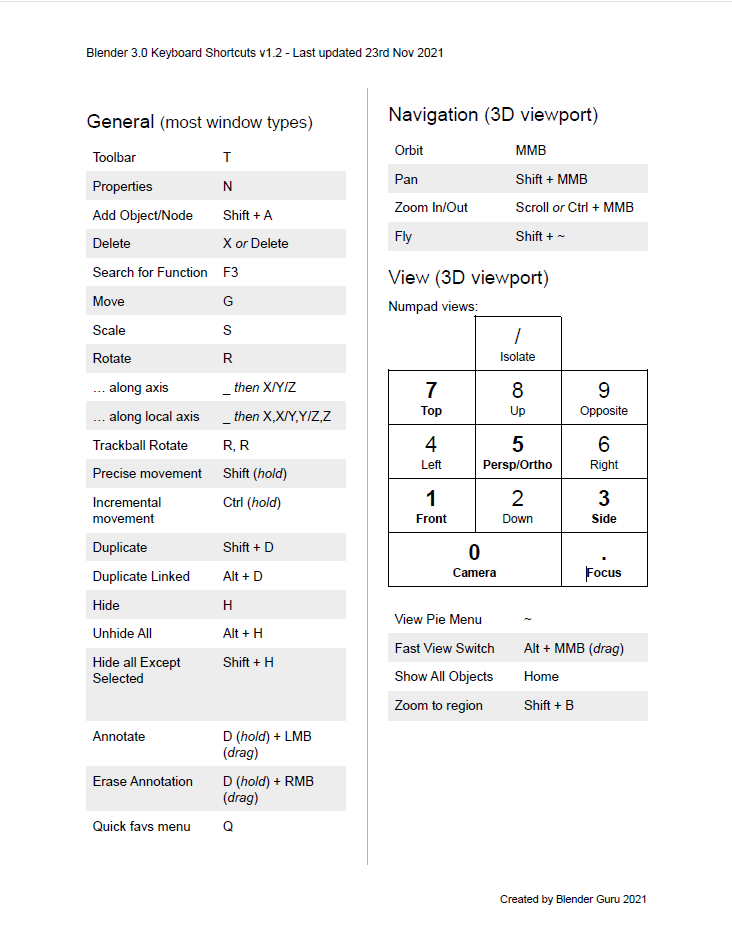 Blender 3.0 Keyboard Shortcuts v1.2 - Last updated 23rd Nov 2021
General (most window types)
Toolbar T
Properties N
Add Object/Node Shift + A
Delete X or Delete
Search for Function F3
Move G
Scale S
Rotate R
… along axis _ then X/Y/Z
… along local axis _ then X,X/Y,Y/Z,Z
Trackball Rotate R, R
Precise movement Shift (hold)
Incremental Ctrl (hold)
movement
Duplicate Shift + D
Duplicate Linked Alt + D
Hide H
Unhide All Alt + H
Hide all Except Shift + H
Selected
Annotate D (hold) + LMB
(drag)
Erase Annotation D (hold) + RMB
(drag)
Quick favs menu Q
Navigation (3D viewport)
Orbit MMB
Pan Shift + MMB
Zoom In/Out Scroll or Ctrl + MMB
Fly Shift + ~
View (3D viewport)
Numpad views:
/
Isolate
7 8 9
Top Up Opposite
4 5 6
Left Persp/Ortho Right
1 2 3
Front Down Side
0 .
Camera Focus
View Pie Menu ~
Fast View Switch Alt + MMB (drag)
Show All Objects Home
Zoom to region Shift + B
Created by Blender Guru 2021